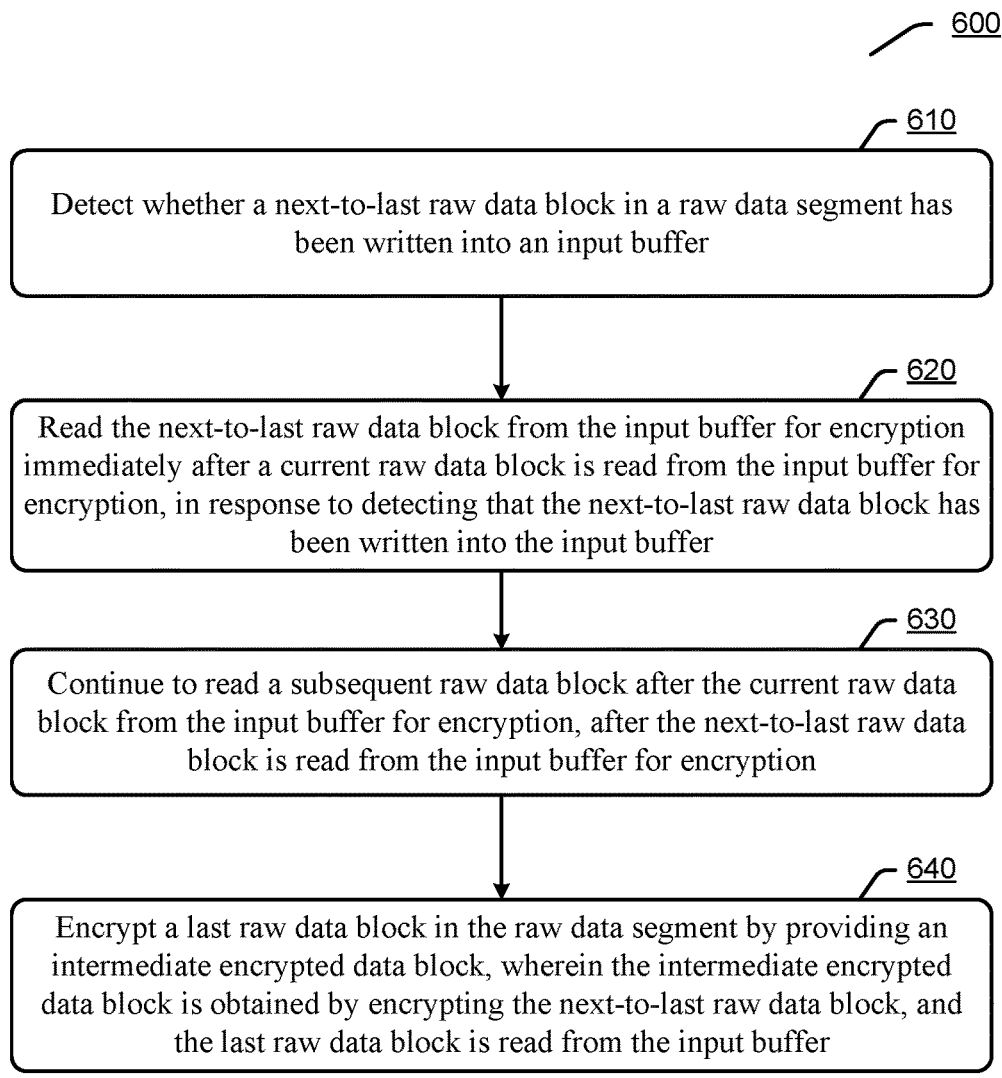 600
610
Detect whether a next-to-last raw data block in a raw data segment has
been written into an input buffer
620
Read the next-to-last raw data block from the input buffer for encryption
immediately after a current raw data block is read from the input buffer for
encryption, in response to detecting that the next-to-last raw data block has
been written into the input buffer
630
Continue to read a subsequent raw data block after the current raw data
block from the input buffer for encryption, after the next-to-last raw data
block is read from the input buffer for encryption
640
Encrypt a last raw data block in the raw data segment by providing an
intermediate encrypted data block, wherein the intermediate encrypted
data block is obtained by encrypting the next-to-last raw data block, and
the last raw data block is read from the input buffer